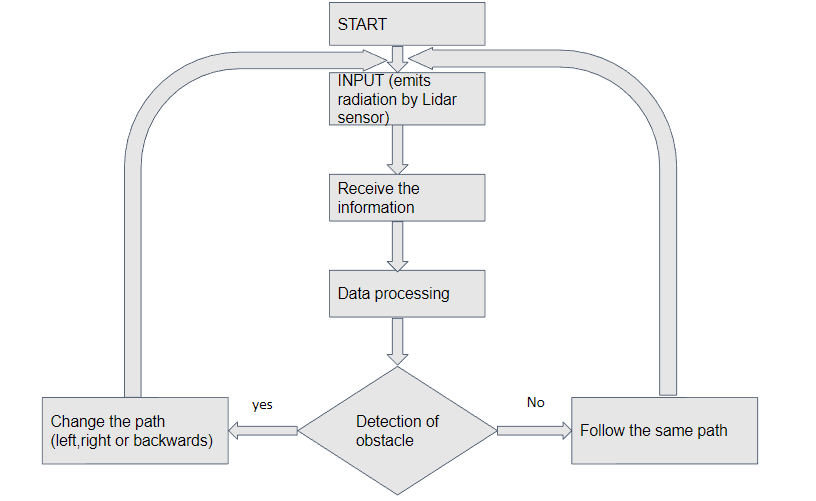 START
INPUT (emits
radiation by Lidar
sensor)
Receive the
information
Data processing
Detection of
obstacle
yes
No
Change the path
(left,right or backwards)
Follow the same path